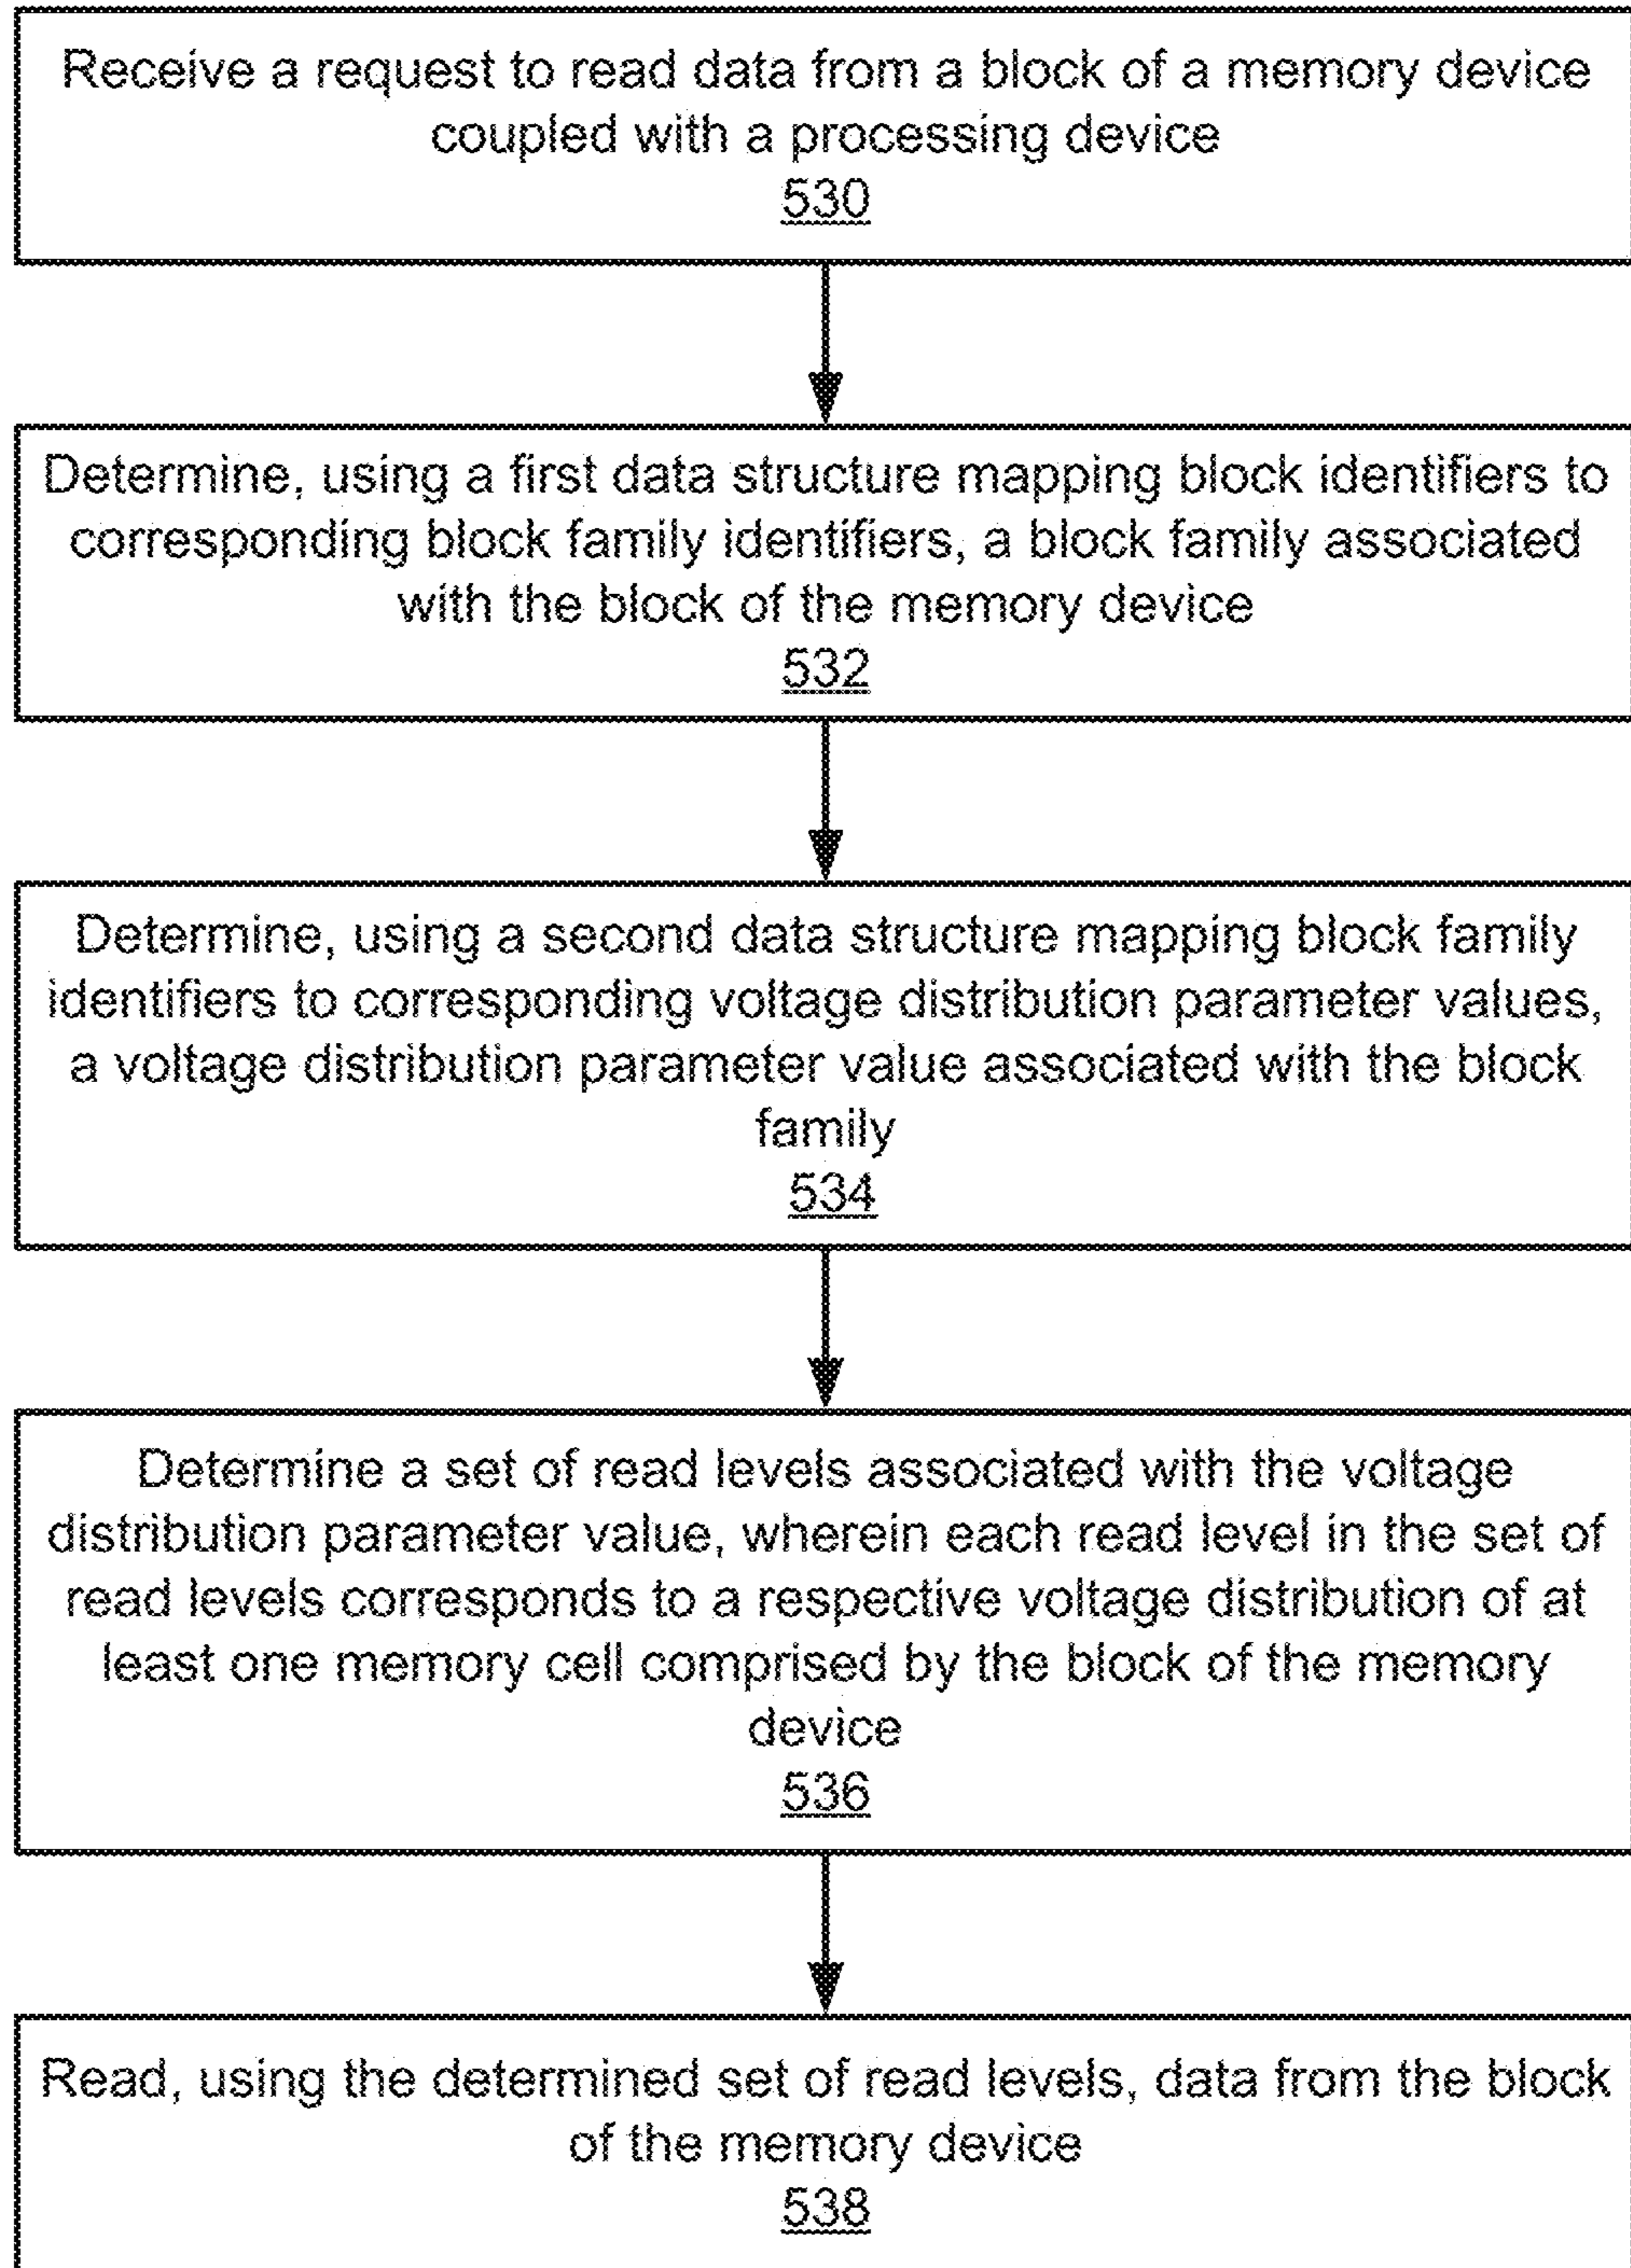 Receive a request to read data from a block of a memory device
coupled with a processing device
530
Determine, using a first data structure mapping block identifiers to
corresponding block family identifiers, a block family associated
with the block of the memory device
532
Determine, using a second data structure mapping block family
identifiers to corresponding voltage distribution parameter values,
a voltage distribution parameter value associated with the block
family
534
Determine a set of read levels associated with the voltage
distribution parameter value, wherein each read level in the set of
read levels corresponds to a respective voltage distribution of at
least one memory cell comprised by the block of the memory
device
536
Read, using the determined set of read levels, data from the block
of the memory device
538